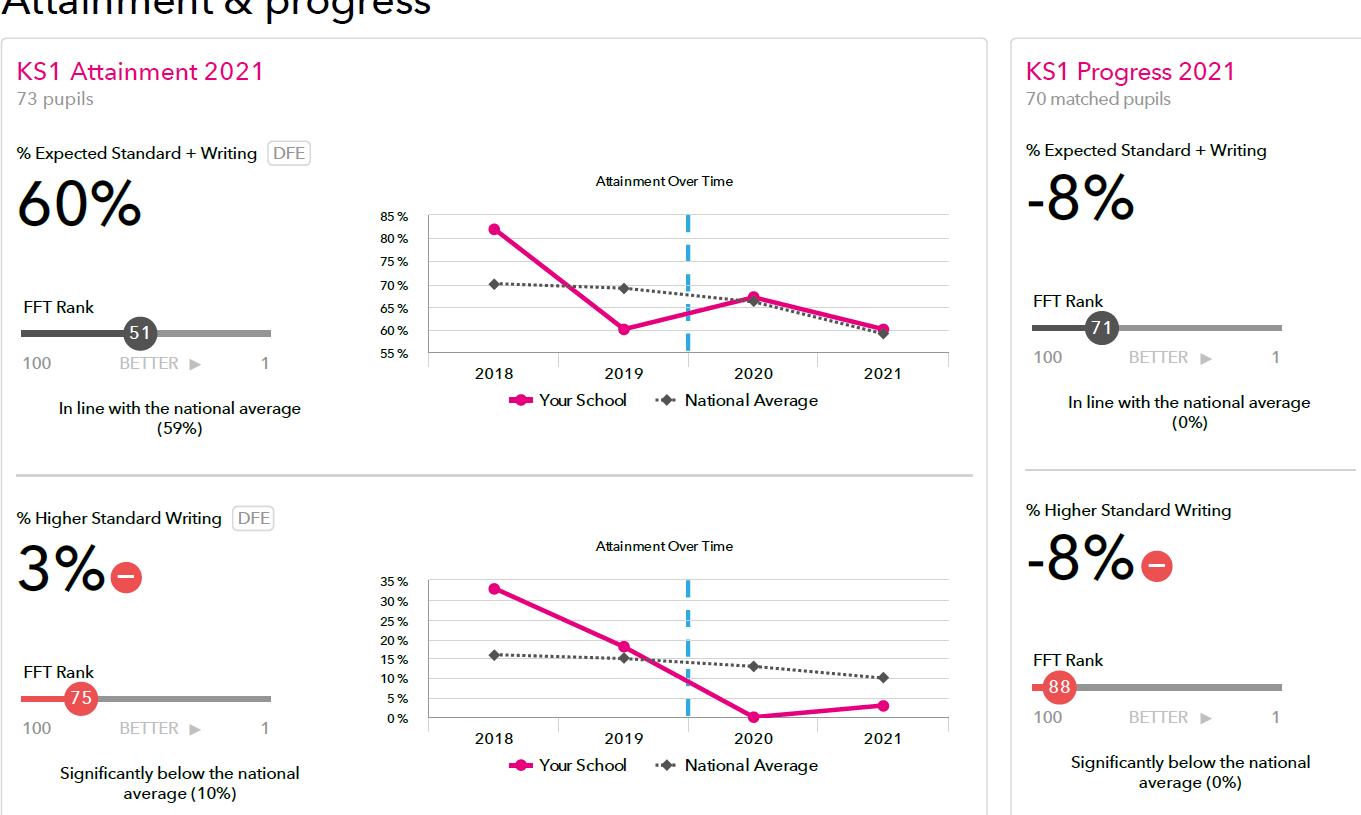 Attainment & progress
KS1 Attainment 2021
73 pupils
% Expected Standard + Writing DFE
60%
FFT Rank
51
100 BETTER ▶ 1
In line with the national average
(59%)
Attainment Over Time
85 %
80 %
75 %
70 %
65 %
60 %
55 %
2018 2019 2020 2021
Your School National Average
% Higher Standard Writing DFE
3%
FFT Rank
75
100 BETTER ▶ 1
Significantly below the national
average (10%)
Attainment Over Time
35 %
30 %
25 %
20 %
15 %
10 %
5 %
0 %
2018 2019 2020 2021
Your School National Average
KS1 Progress 2021
70 matched pupils
% Expected Standard + Writing
-8%
FFT Rank
71
100 BETTER ▶ 1
In line with the national average
(0%)
% Higher Standard Writing
-8%
FFT Rank
88
100 BETTER ▶ 1
Significantly below the national
average (0%)